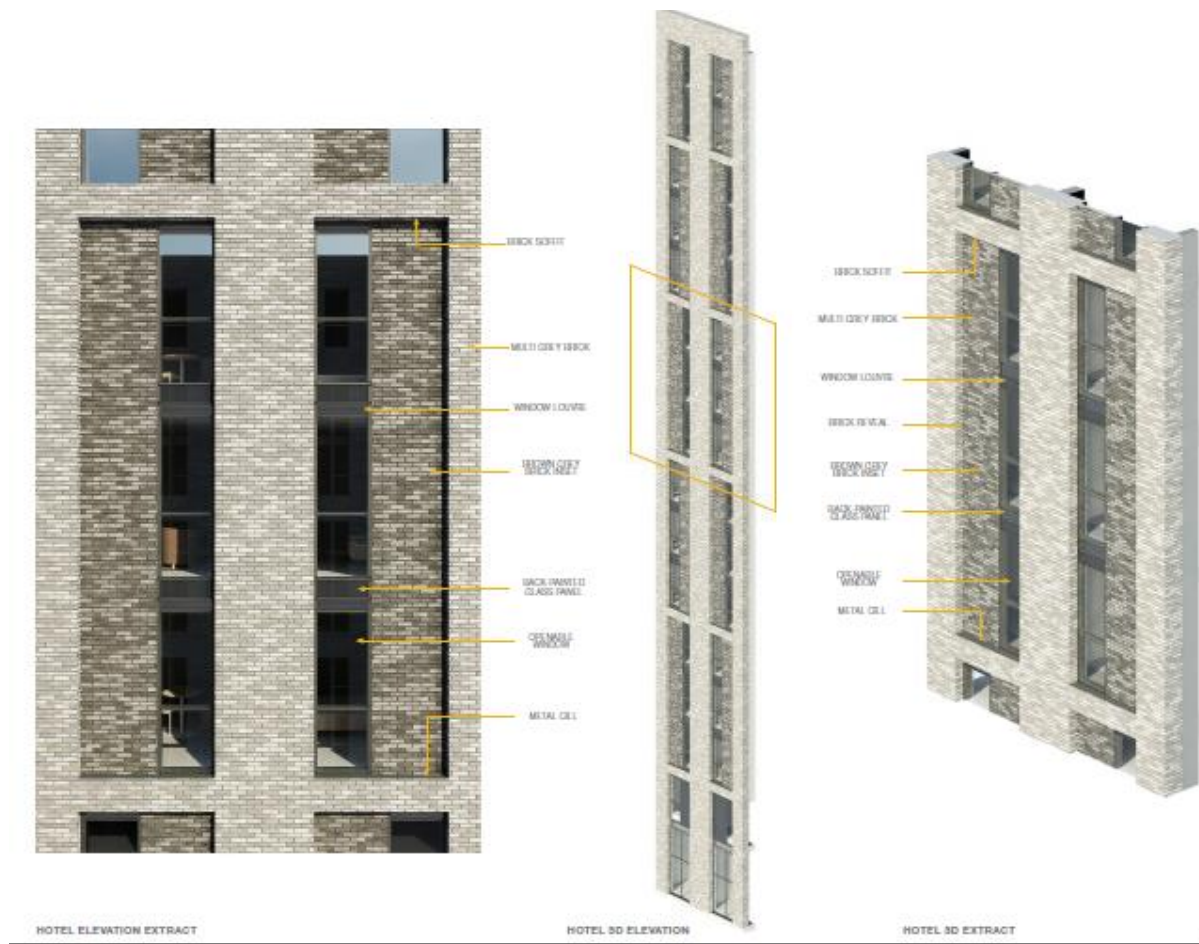 BRICK SOFFIT
MULTI GREY BRICK
WINDOW LOUVRE
BROWN GREY
BRICK INSET
BACK PAINTED
GLASS PANEL
OPENABLE
WINDOW
METAL CILL
BRICK SOFFIT
MULTI GREY BRICK
WINDOW LOUVRE
BRICK REVEAL
BROWN GREY
BRICK INSET
BACK PAINTED
GLASS PANEL
OPENABLE
WINDOW
METAL CILL
HOTEL ELEVATION EXTRACT
HOTEL 3D ELEVATION
HOTEL 3D EXTRACT